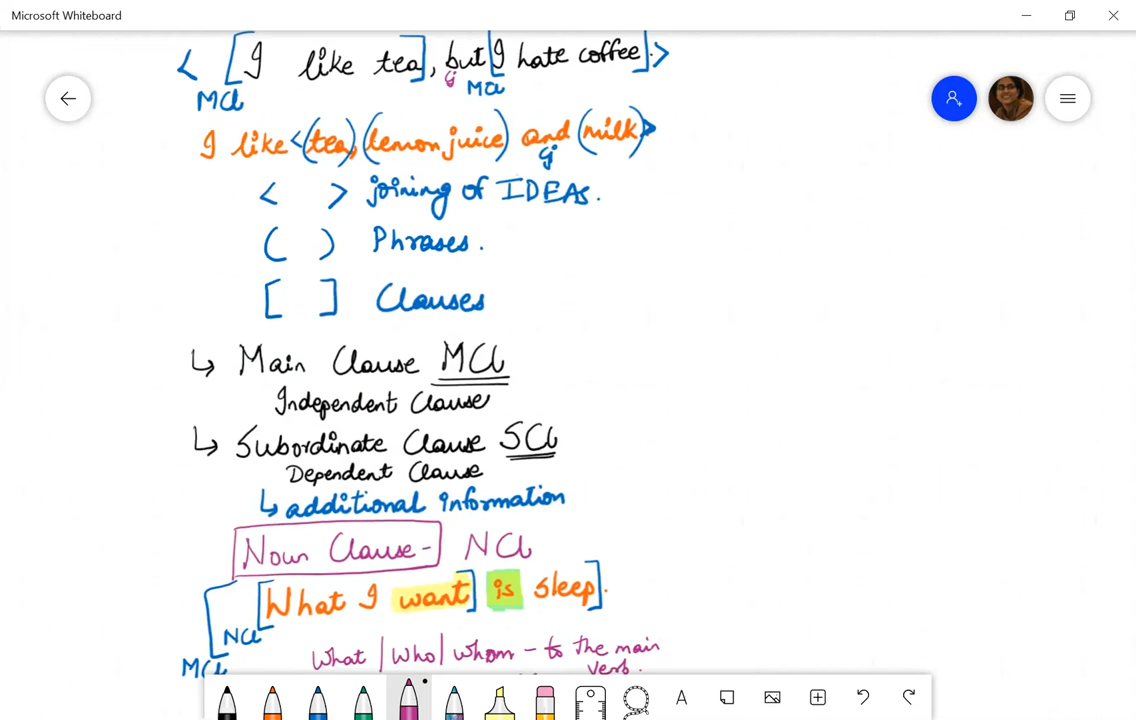 Microsoft Whiteboard
< [I like tea], but [I hate coffee].>
MCl Cj MCl
I like <(tea), (lemon juice) and (milk)>
Cj
< > joining of IDEAS.
( ) Phrases.
[ ] Clauses
↳ Main Clause MCl
Independent Clause
↳ Subordinate Clause SCl
Dependent Clause
↳ additional information
Noun Clause - NCl
[[What I want] is sleep].
NCl
MCl What | Who | whom - to the main
verb.